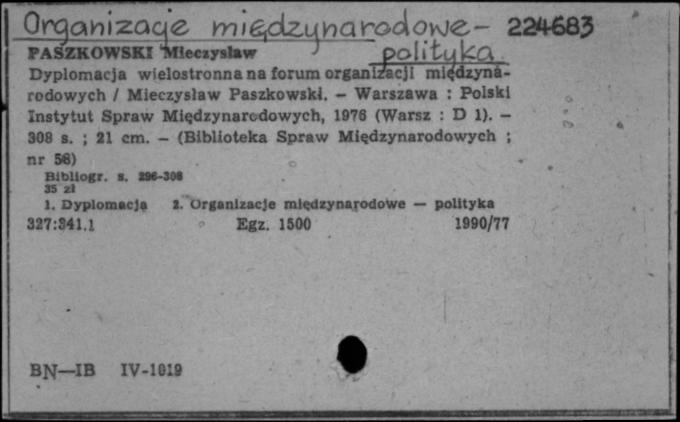 Organizacje międzynarodowe- 224683
PASZKOWSKI Mieczysław polityka
Dyplomacja wielostronna na forum organizacji międzyna-
rodowych / Mieczysław Paszkowski. – Warszawa : Polski
Instytut Spraw Międzynarodowych, 1976 (Warsz : D 1). –
308 s. ; 21 cm. – (Biblioteka Spraw Międzynarodowych ;
nr 56)
Bibliogr. s. 296-308
35 zł
1. Dyplomacja 2. Organizacje międzynarodowe — polityka
327:341.1 Egz. 1500 1990/77
BN—IB IV-1019